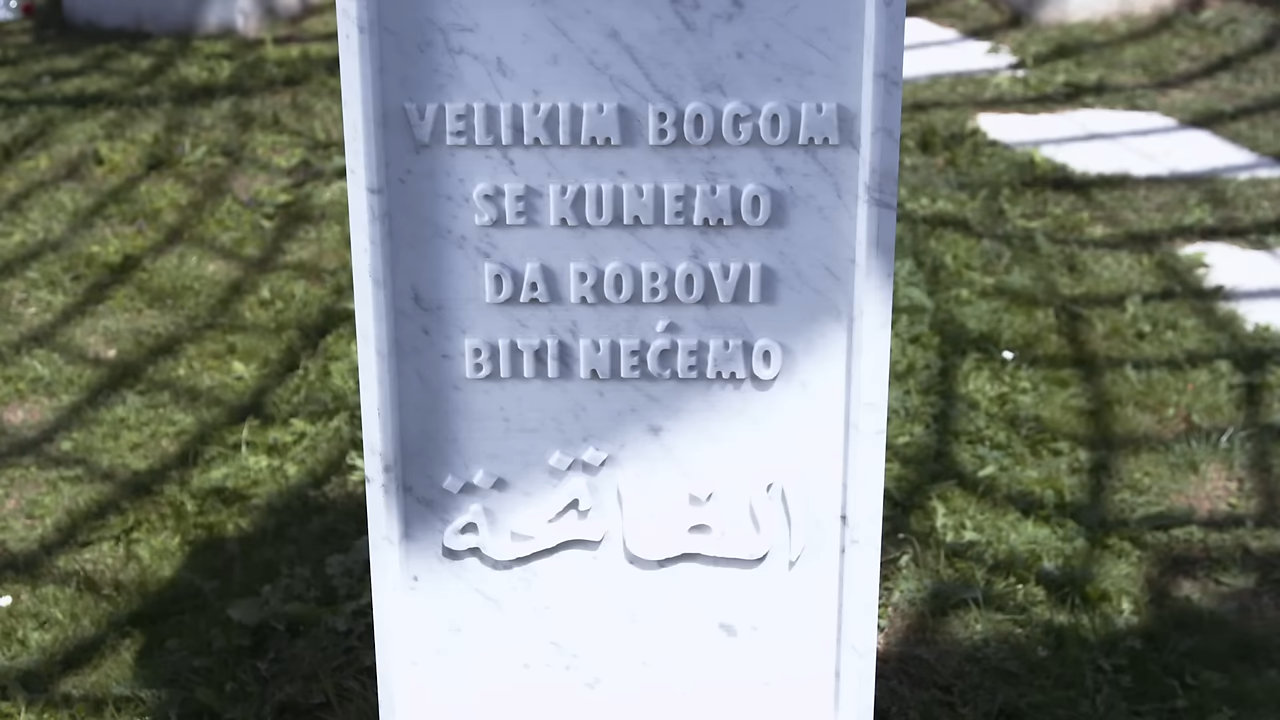 VELIKIM BOGOM
SE KUNEMO
DA ROBOVI
BITI NEĆEMO
الفاتحة